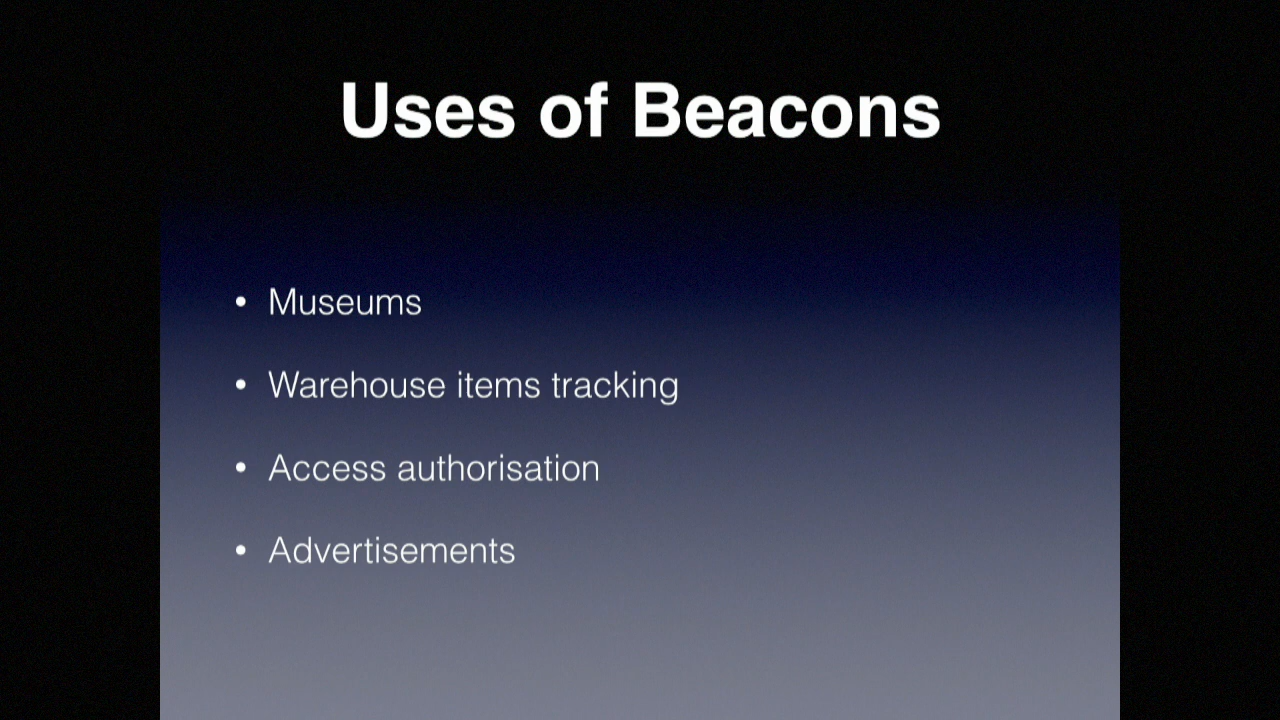 Uses of Beacons
• Museums
• Warehouse items tracking
• Access authorisation
• Advertisements